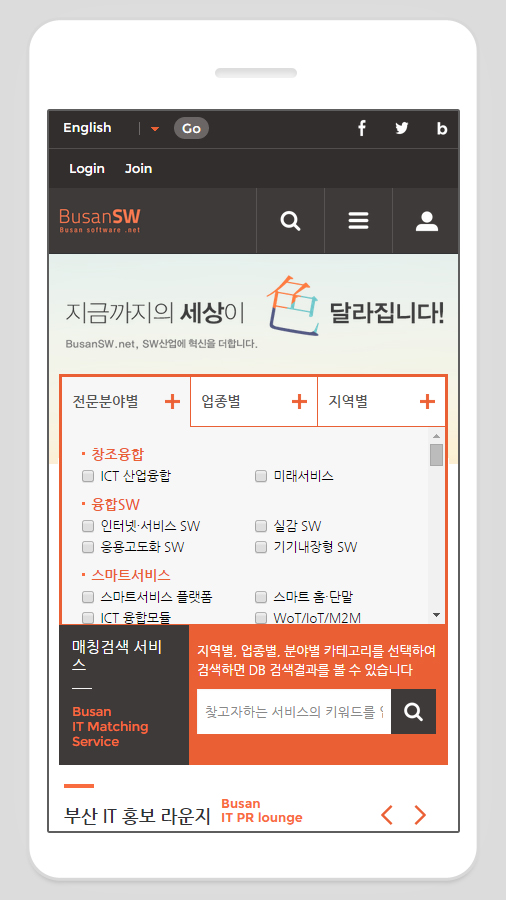 English | Go
Login Join
BusanSW
Busan software .net
지금까지의 세상이 色 달라집니다!
BusanSW.net, SW산업에 혁신을 더합니다.
전문분야별 업종별 지역별
창조융합
ICT 산업융합 미래서비스
융합SW
인터넷·서비스 SW 실감 SW
응용고도화 SW 기기내장형 SW
스마트서비스
스마트서비스 플랫폼 스마트 홈·단말
ICT 융합모듈 WoT/IoT/M2M
매칭검색 서비
스
Busan
IT Matching
Service
지역별, 업종별, 분야별 카테고리를 선택하여
검색하면 DB 검색결과를 볼 수 있습니다
찾고자하는 서비스의 키워드를
부산 IT 홍보 라운지
Busan
IT PR lounge